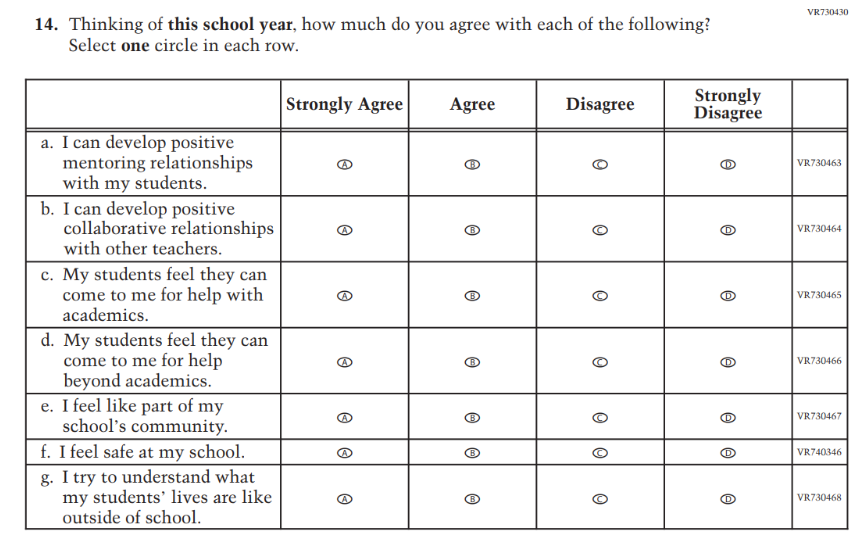 VR730430
14. Thinking of this school year, how much do you agree with each of the following?
Select one circle in each row.
Strongly Agree Agree Disagree Strongly Disagree
a. I can develop positive
mentoring relationships
with my students.
A B C D VR730463
b. I can develop positive
collaborative relationships
with other teachers.
A B C D VR730464
c. My students feel they can
come to me for help with
academics.
A B C D VR730465
d. My students feel they can
come to me for help
beyond academics.
A B C D VR730466
e. I feel like part of my
school’s community.
A B C D VR730467
f. I feel safe at my school.
A B C D VR740346
g. I try to understand what
my students’ lives are like
outside of school.
A B C D VR730468